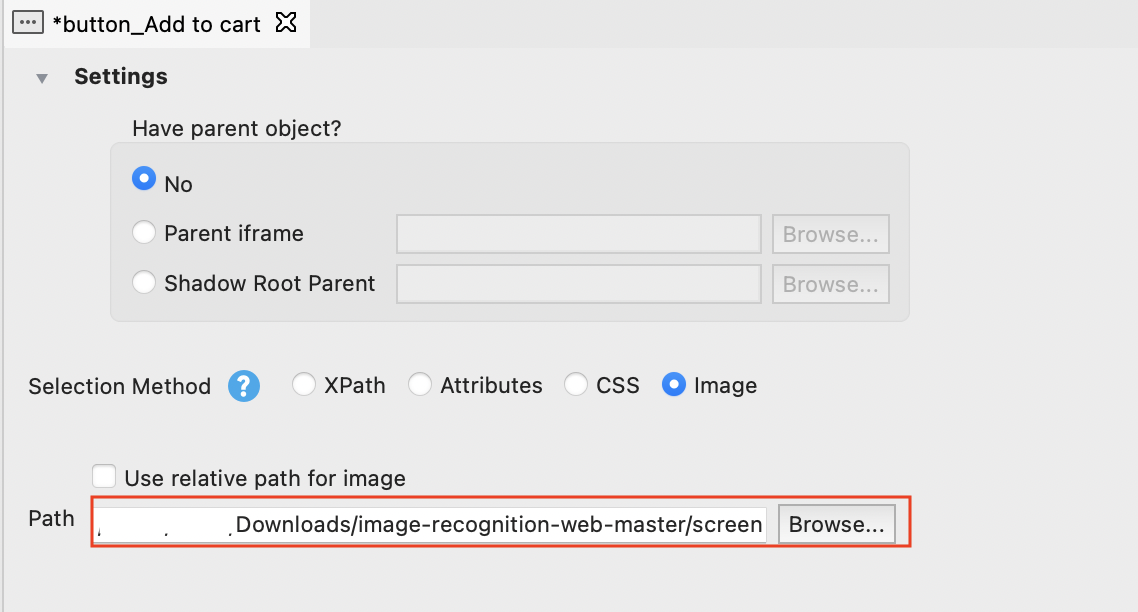 *button_Add to cart
Settings
Have parent object?
No
Parent iframe
Browse...
Shadow Root Parent
Browse...
Selection Method ? XPath Attributes CSS Image
Use relative path for image
Path Downloads/image-recognition-web-master/screen Browse...